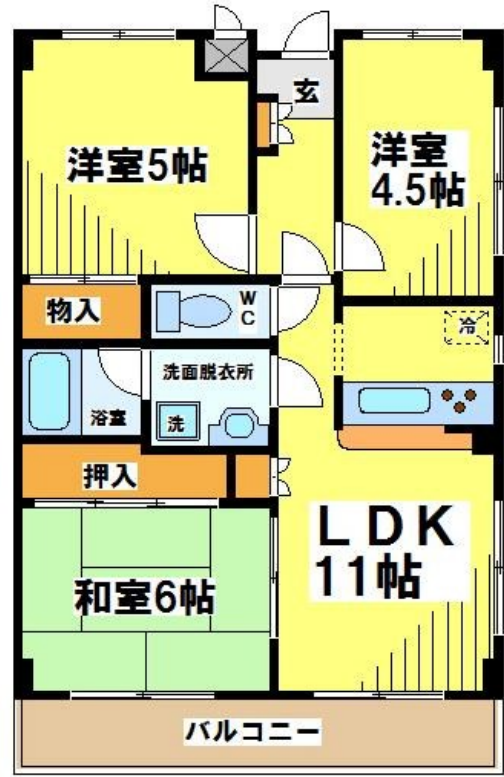 玄
洋室5帖
洋室
4.5帖
物入
WC
冷
洗面脱衣所
浴室
洗
押入
LDK
11帖
和室6帖
バルコニー